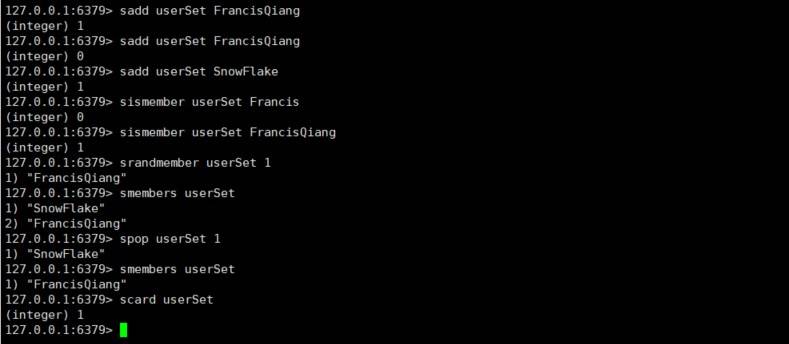 127.0.0.1:6379> sadd userSet FrancisQiang
(integer) 1
127.0.0.1:6379> sadd userSet FrancisQiang
(integer) 0
127.0.0.1:6379> sadd userSet SnowFlake
(integer) 1
127.0.0.1:6379> sismember userSet Francis
(integer) 0
127.0.0.1:6379> sismember userSet FrancisQiang
(integer) 1
127.0.0.1:6379> srandmember userSet 1
1) "FrancisQiang"
127.0.0.1:6379> smembers userSet
1) "SnowFlake"
2) "FrancisQiang"
127.0.0.1:6379> spop userSet 1
1) "SnowFlake"
127.0.0.1:6379> smembers userSet
1) "FrancisQiang"
127.0.0.1:6379> scard userSet
(integer) 1
127.0.0.1:6379>